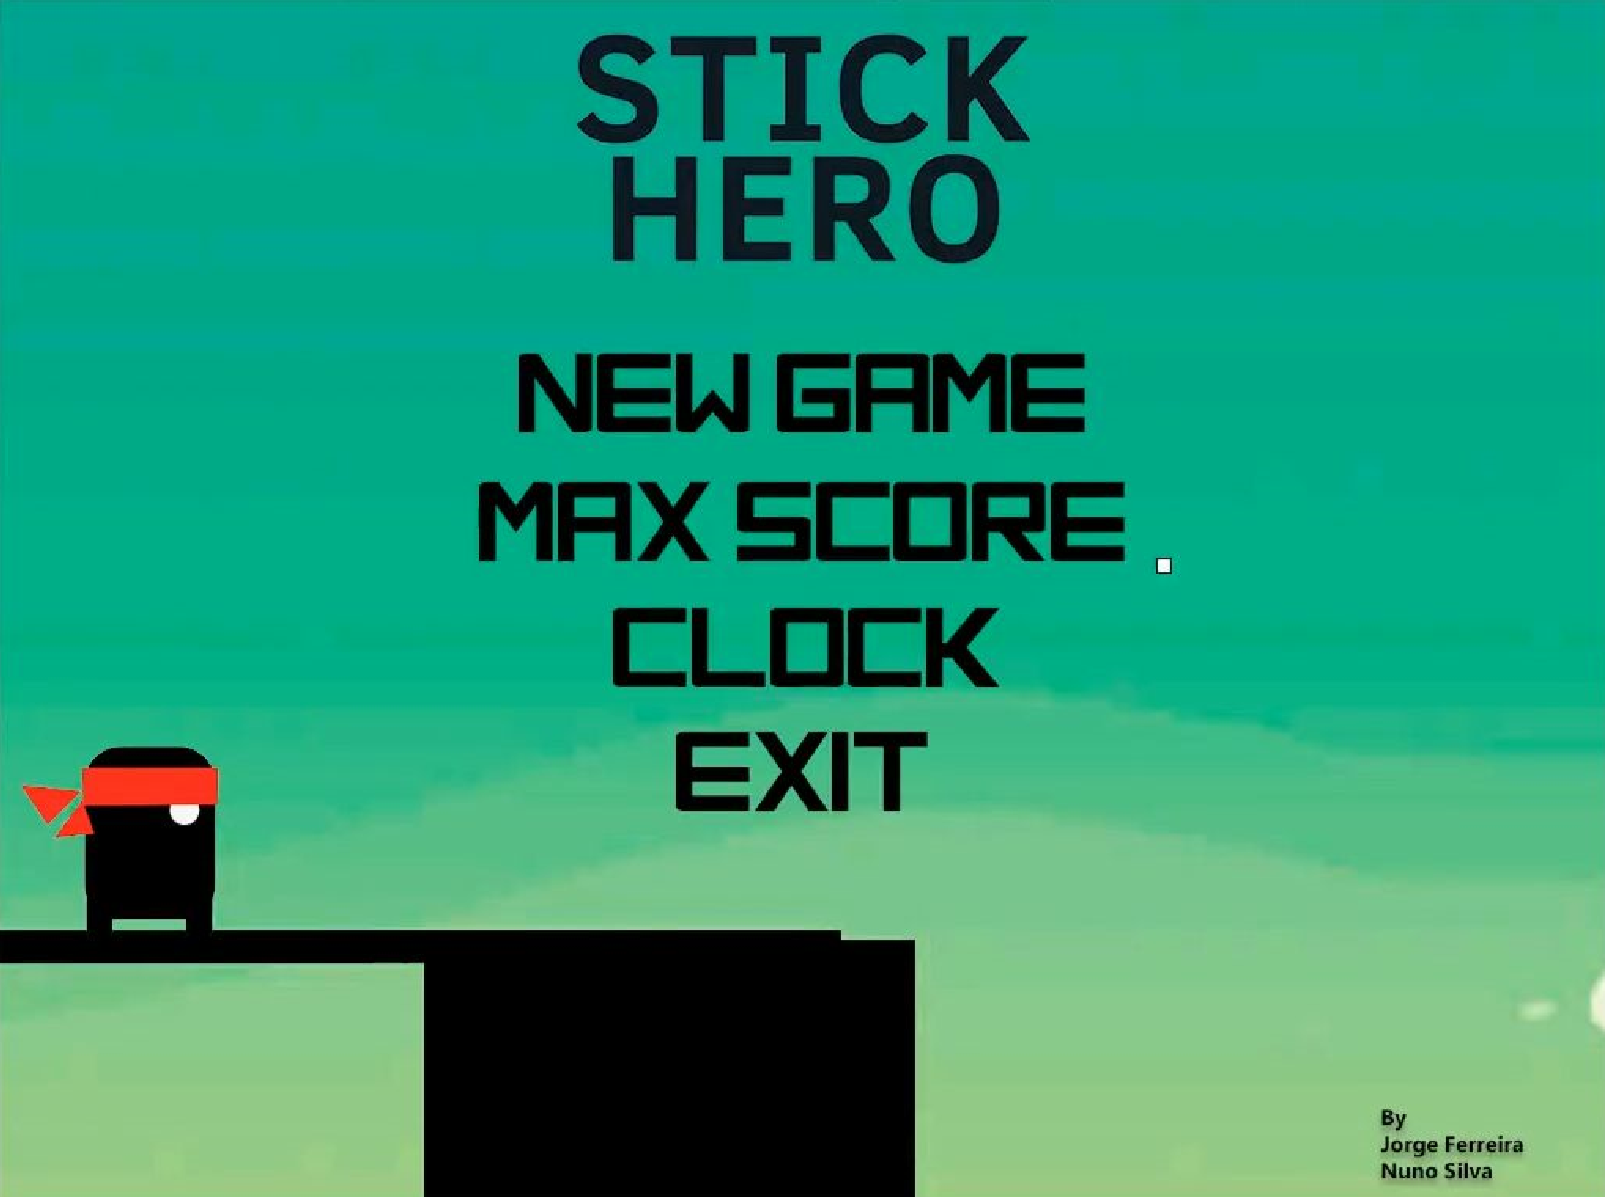 STICK
HERO
NEW GAME
MAX SCORE
CLOCK
EXIT
By
Jorge Ferreira
Nuno Silva